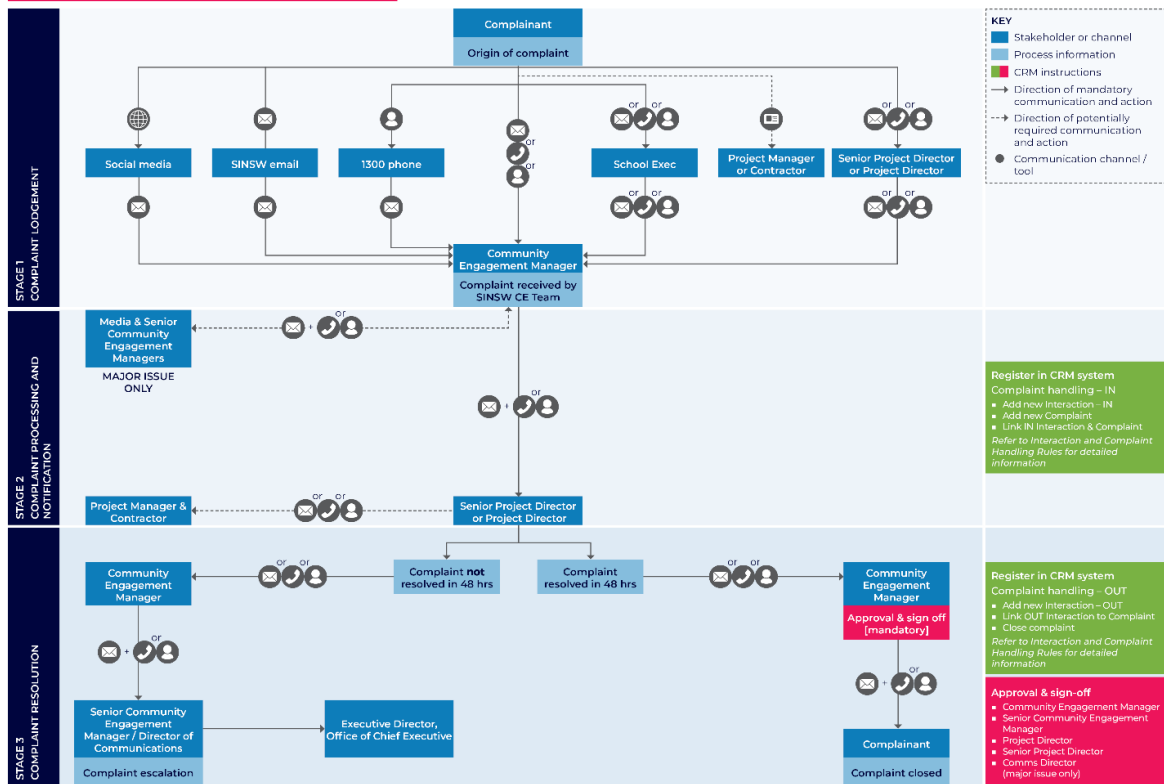 Complainant
Origin of complaint
KEY
Stakeholder or channel
Process information
CRM instructions
Direction of mandatory
communication and action
Direction of potentially
required communication
and action
Communication channel /
tool
STAGE 1
COMPLAINT LODGEMENT
or
or
or
or
or
or
Social media
SINSW email
1300 phone
School Exec
Project Manager
or Contractor
Senior Project Director
or Project Director
or
or
or
or
Community
Engagement Manager
Complaint received by
SINSW CE Team
STAGE 2
COMPLAINT PROCESSING AND
NOTIFICATION
Media & Senior
Community
Engagement
Managers
MAJOR ISSUE
ONLY
+
or
+
or
Register in CRM system
Complaint handling – IN
▪ Add new Interaction – IN
▪ Add new Complaint
▪ Link IN Interaction & Complaint
Refer to Interaction and Complaint
Handling Rules for detailed
information
Project Manager &
Contractor
or
or
Senior Project Director
or Project Director
STAGE 3
COMPLAINT RESOLUTION
Community
Engagement
Manager
or
or
Complaint not
resolved in 48 hrs
Complaint
resolved in 48 hrs
or
or
Community
Engagement
Manager
Approval & sign off
[mandatory]
+
or
+
or
Senior Community
Engagement
Manager / Director of
Communications
Complaint escalation
Executive Director,
Office of Chief Executive
Complainant
Complaint closed
Register in CRM system
Complaint handling – OUT
▪ Add new Interaction – OUT
▪ Link OUT Interaction to Complaint
▪ Close complaint
Refer to Interaction and Complaint
Handling Rules for detailed
information
Approval & sign-off
▪ Community Engagement Manager
▪ Senior Community Engagement
Manager
▪ Project Director
▪ Senior Project Director
▪ Comms Director
(major issue only)